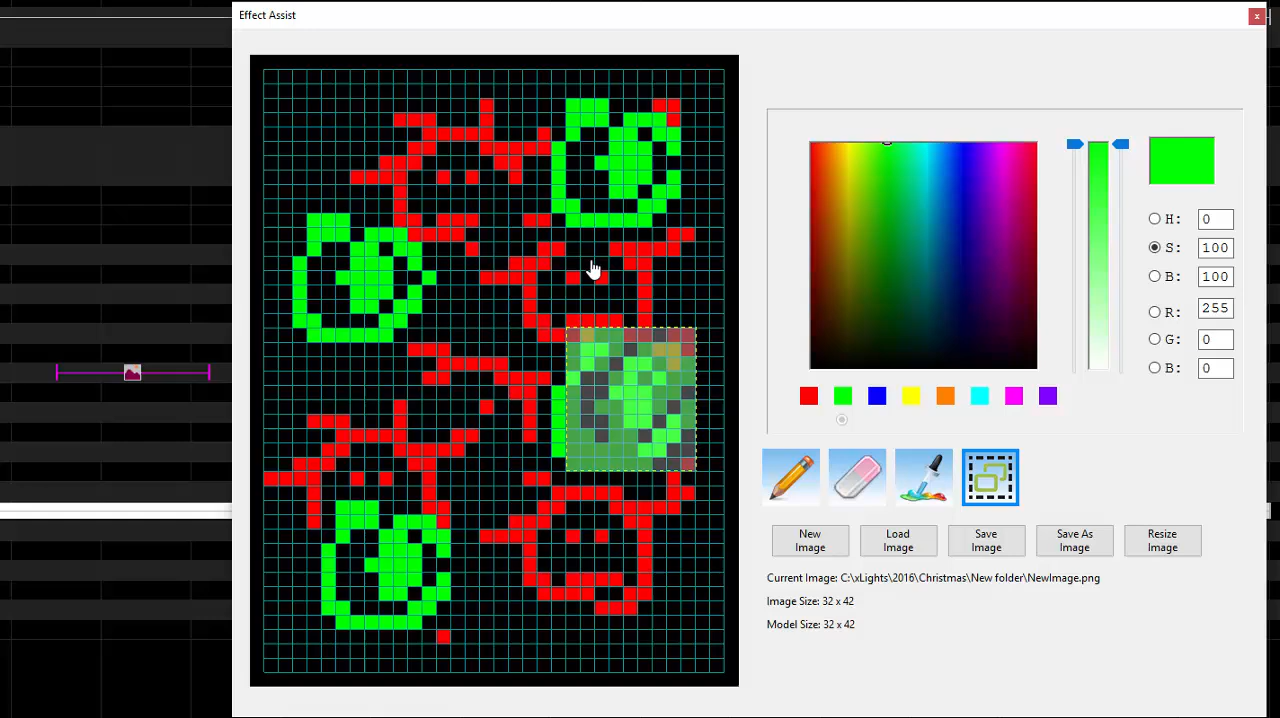 Effect Assist
x
H: 0
S: 100
B: 100
R: 255
G: 0
B: 0
New Image
Load Image
Save Image
Save As Image
Resize Image
Current Image: C:\xLights\2016\Christmas\New folder\NewImage.png
Image Size: 32 x 42
Model Size: 32 x 42